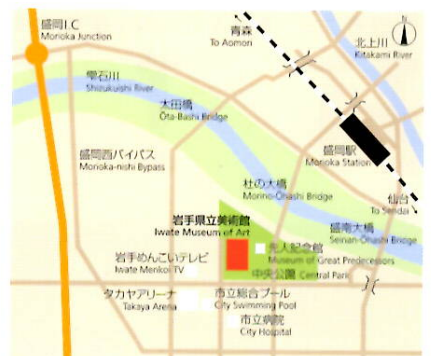 盛岡I.C
Morioka Junction
青森
To Aomori
北上川
Kitakami River
N
雫石川
Shizukuishi River
太田橋
Ōta-Bashi Bridge
盛岡西バイパス
Morioka-nishi Bypass
盛岡駅
Morioka Station
杜の大橋
Morino-Ohashi Bridge
仙台
To Sendai
岩手県立美術館
Iwate Museum of Art
盛南大橋
Seinan-Ohashi Bridge
先人記念館
Museum of Great Predecessors
岩手めんこいテレビ
Iwate Menkoi TV
中央公園 Central Park
タカヤアリーナ
Takaya Arena
市立総合プール
City Swimming Pool
市立病院
City Hospital